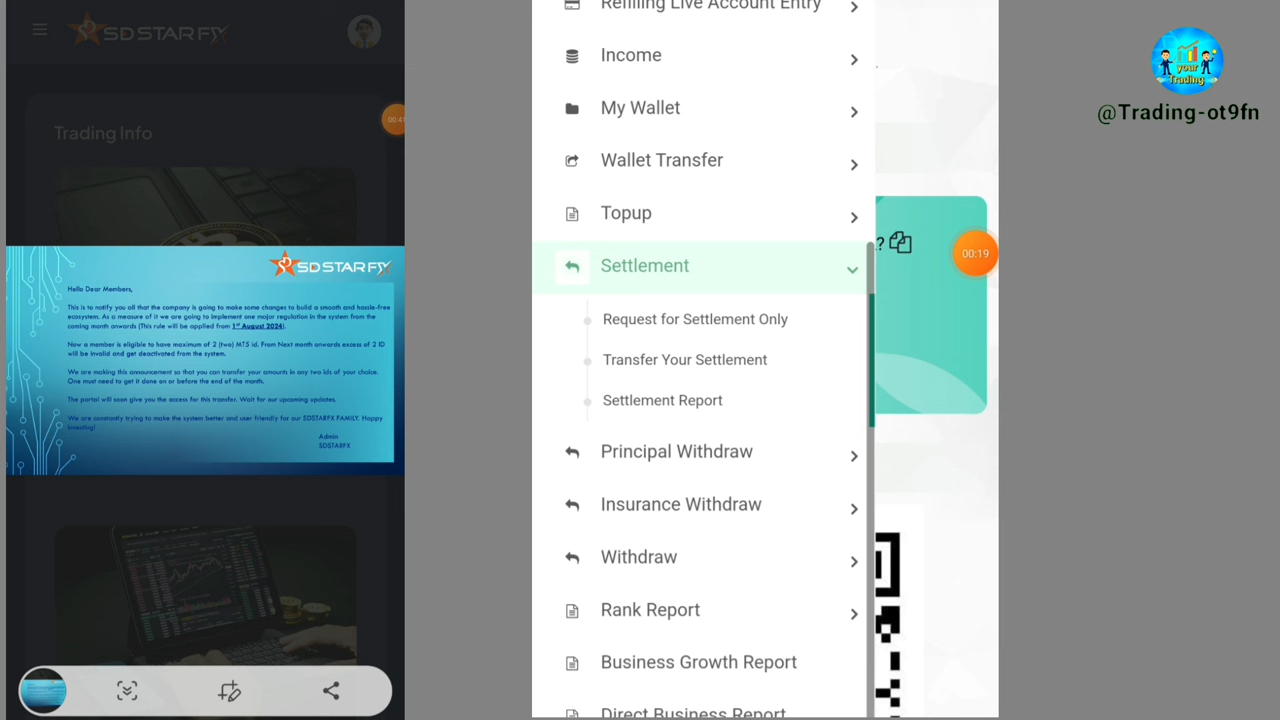 SD STAR FX
Trading Info
00:41
SD STAR FX
Hello Dear Members,
This is to notify you all that the company is going to make some changes to build a smooth and hassle-free
ecosystem. As a measure of it we are going to implement one major regulation in the system from the
coming month onwards (This rule will be applied from 1st August 2024).
Now a member is eligible to have maximum of 2 (two) MT5 id. From Next month onwards excess of 2 ID
will be invalid and get deactivated from the system.
We are making this announcement so that you can transfer your amounts in any two ids of your choice.
One must need to get it done on or before the end of the month.
The portal will soon give you the access for this transfer. Wait for our upcoming updates.
We are constantly trying to make the system better and user friendly for our SDSTARFX FAMILY. Happy
Investing!
Admin
SDSTARFX
Refilling Live Account Entry
Income
My Wallet
Wallet Transfer
Topup
Settlement
Request for Settlement Only
Transfer Your Settlement
Settlement Report
Principal Withdraw
Insurance Withdraw
Withdraw
Rank Report
Business Growth Report
Direct Business Report
?
00:19
your
Trading
@Trading-ot9fn